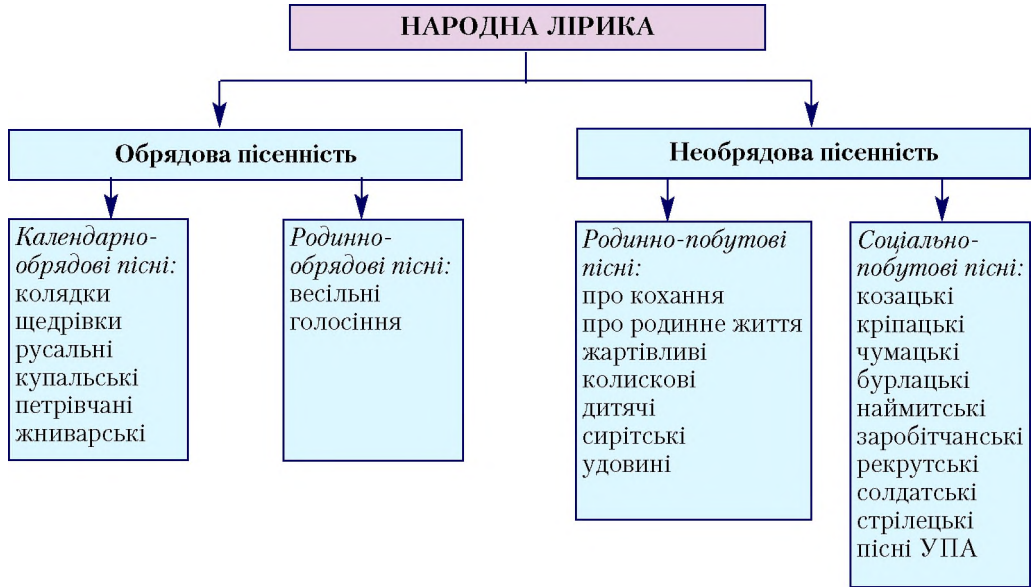 НАРОДНА ЛІРИКА
Обрядова пісенність
Необрядова пісенність
Календарно-
обрядові пісні:
колядки
щедрівки
русальні
купальські
петрівчані
жниварські
Родинно-
обрядові пісні:
весільні
голосіння
Родинно-побутові
пісні:
про кохання
про родинне життя
жартівливі
колискові
дитячі
сирітські
удовині
Соціально-
побутові пісні:
козацькі
кріпацькі
чумацькі
бурлацькі
наймитські
заробітчанські
рекрутські
солдатські
стрілецькі
пісні УПА